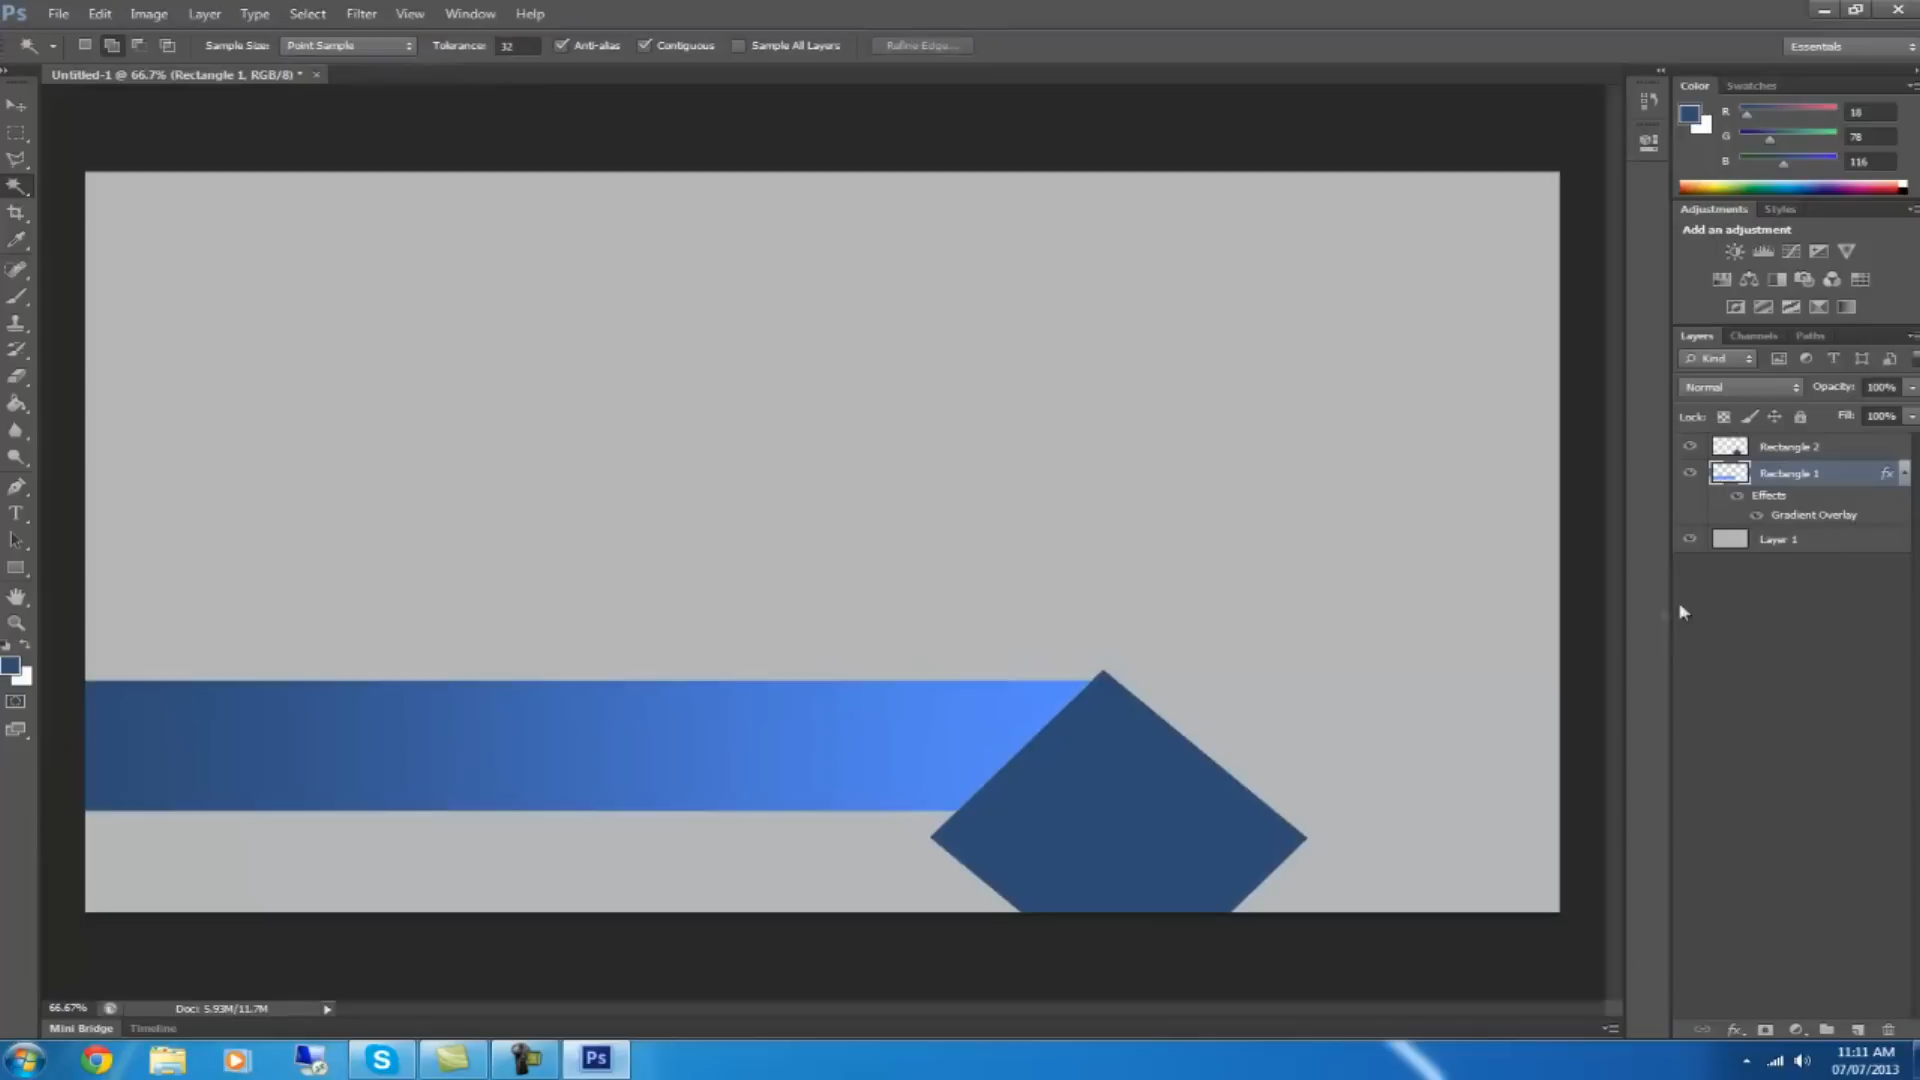 Ps File Edit Image Layer Type Select Filter View Window Help
Sample Size: Point Sample Tolerance: 32 Anti-alias Contiguous Sample All Layers Refine Edge... Essentials
Untitled-1 @ 66.7% (Rectangle 1, RGB/8) * ×
Color Swatches
R 18
G 78
B 116
Adjustments Styles
Add an adjustment
Layers Channels Paths
Kind
Normal Opacity: 100%
Lock: Fill: 100%
Rectangle 2
Rectangle 1 fx
Effects
Gradient Overlay
Layer 1
66.67% Doc: 5.93M/11.7M
Mini Bridge Timeline
fx
Ps
11:11 AM
07/07/2013